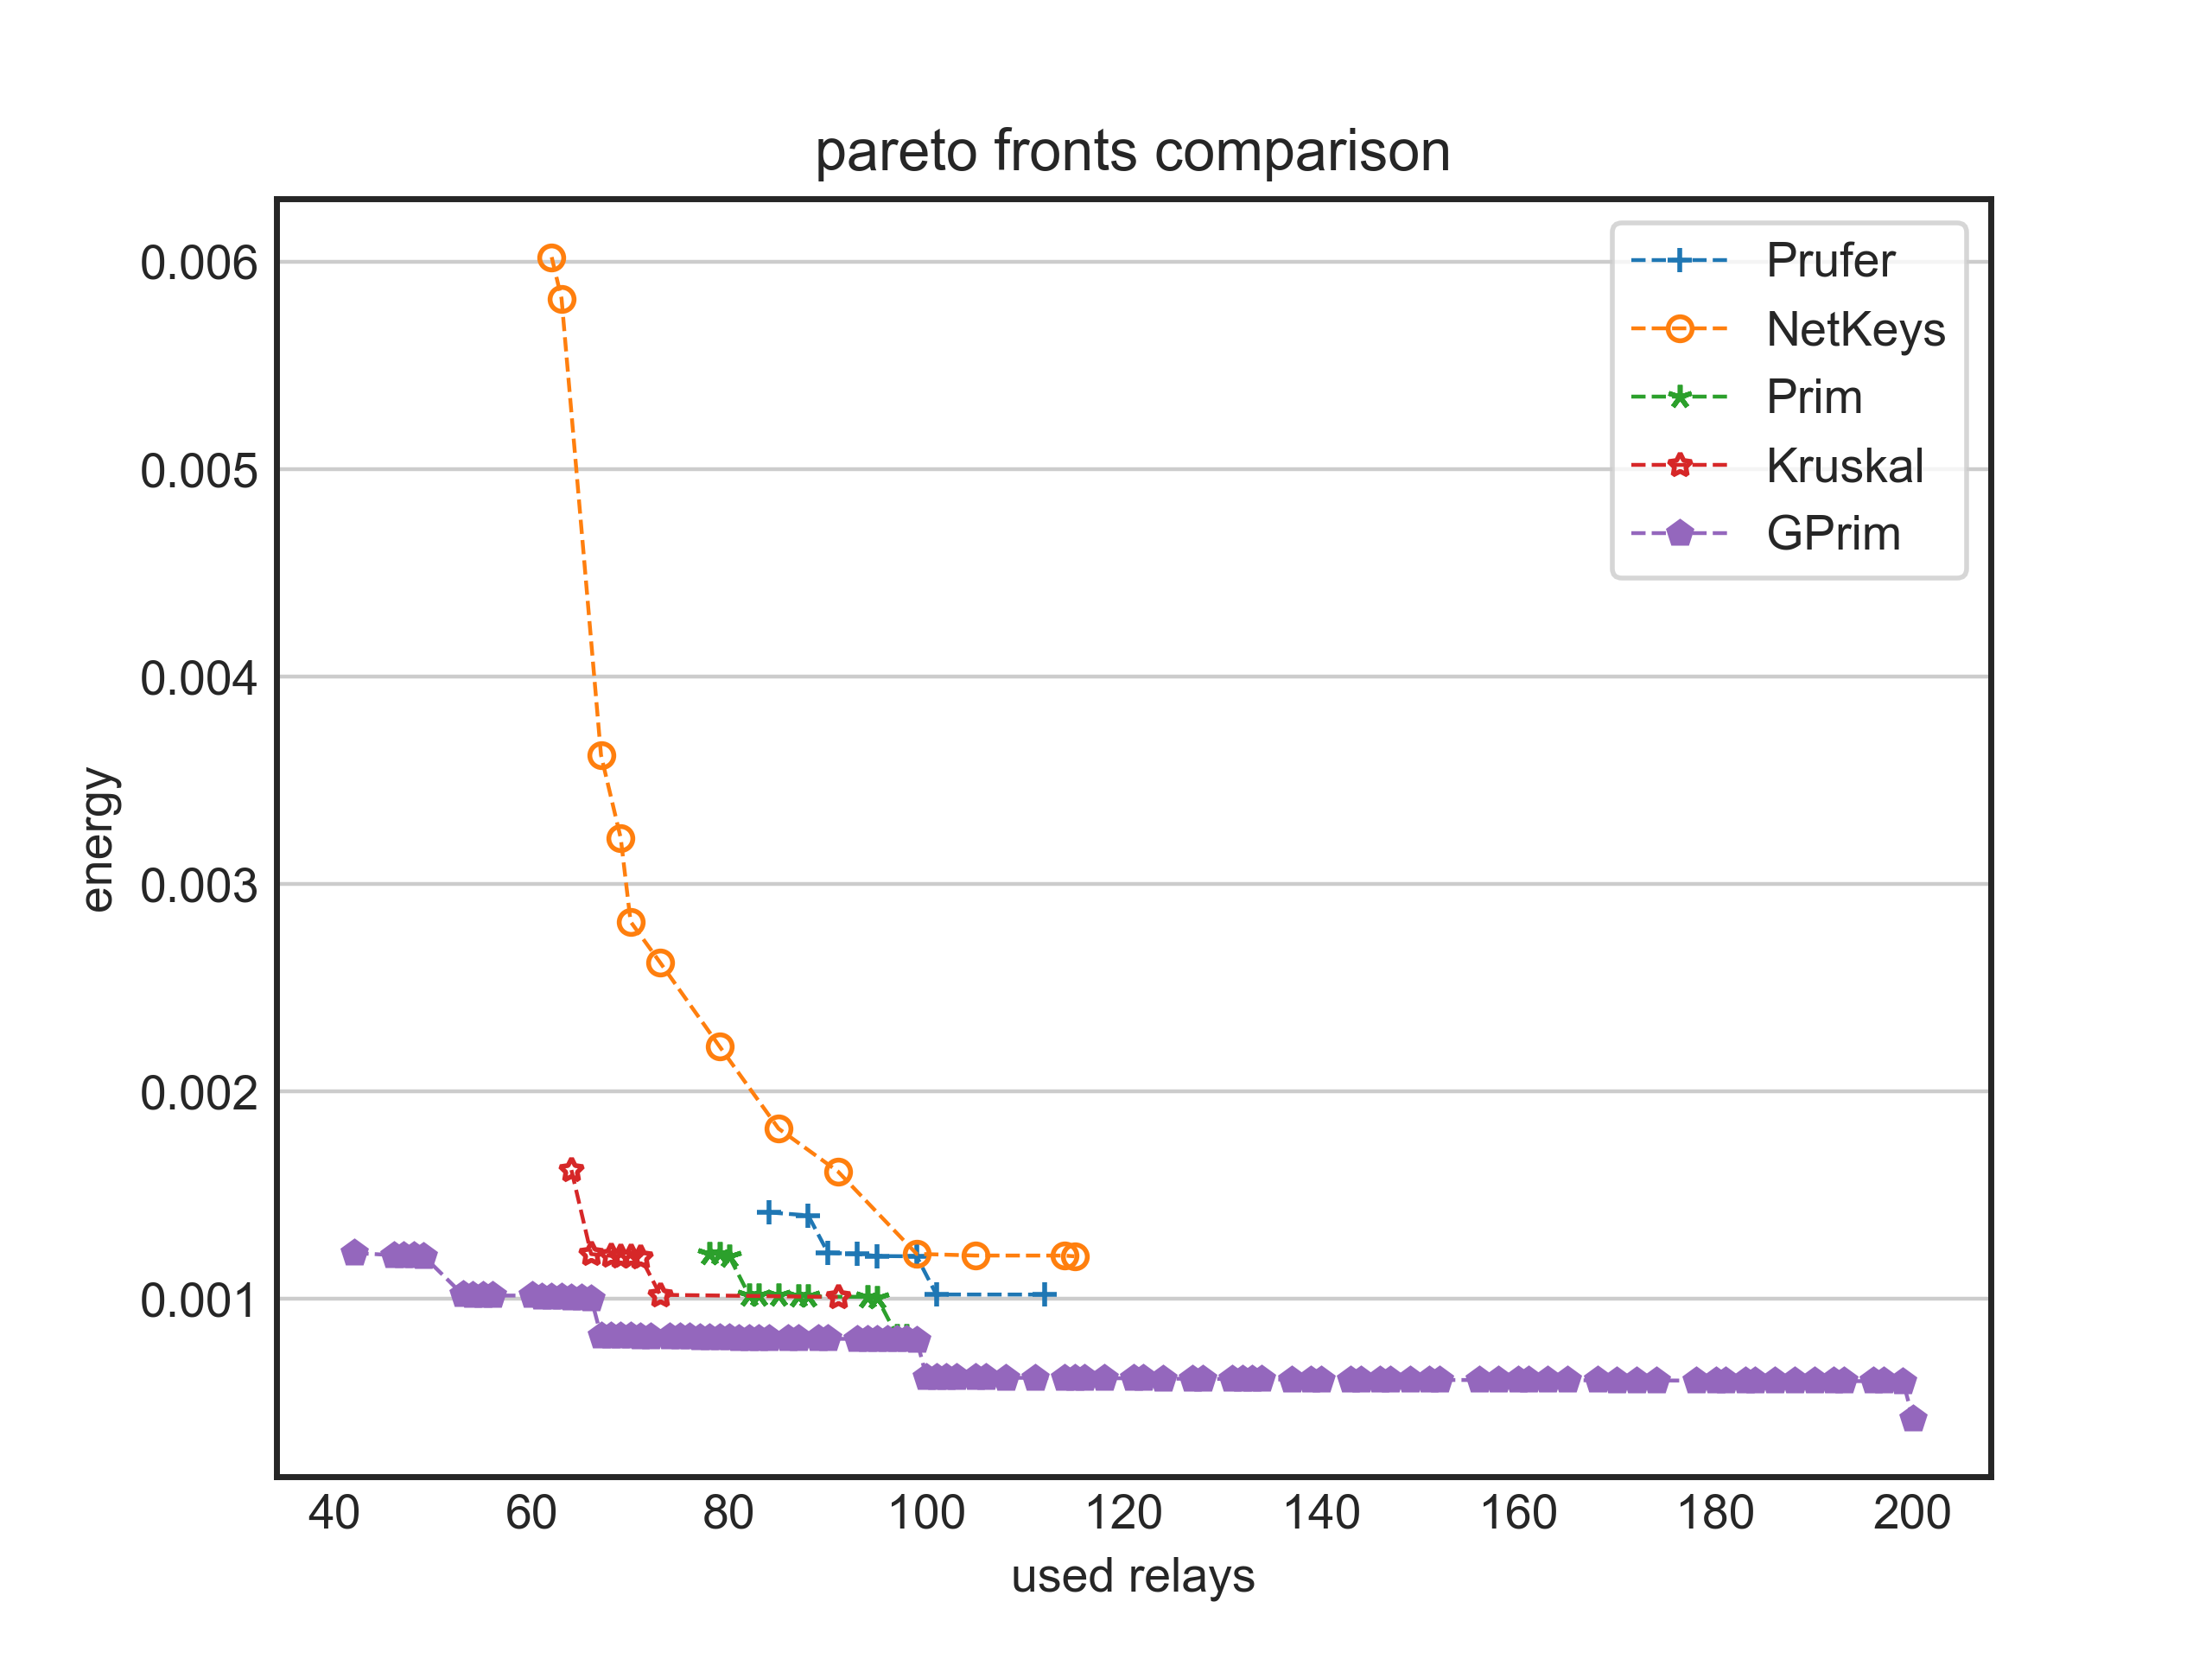 pareto fronts comparison
Prufer
NetKeys
Prim
Kruskal
GPrim
0.006
0.005
0.004
0.003
0.002
0.001
energy
40 60 80 100 120 140 160 180 200
used relays